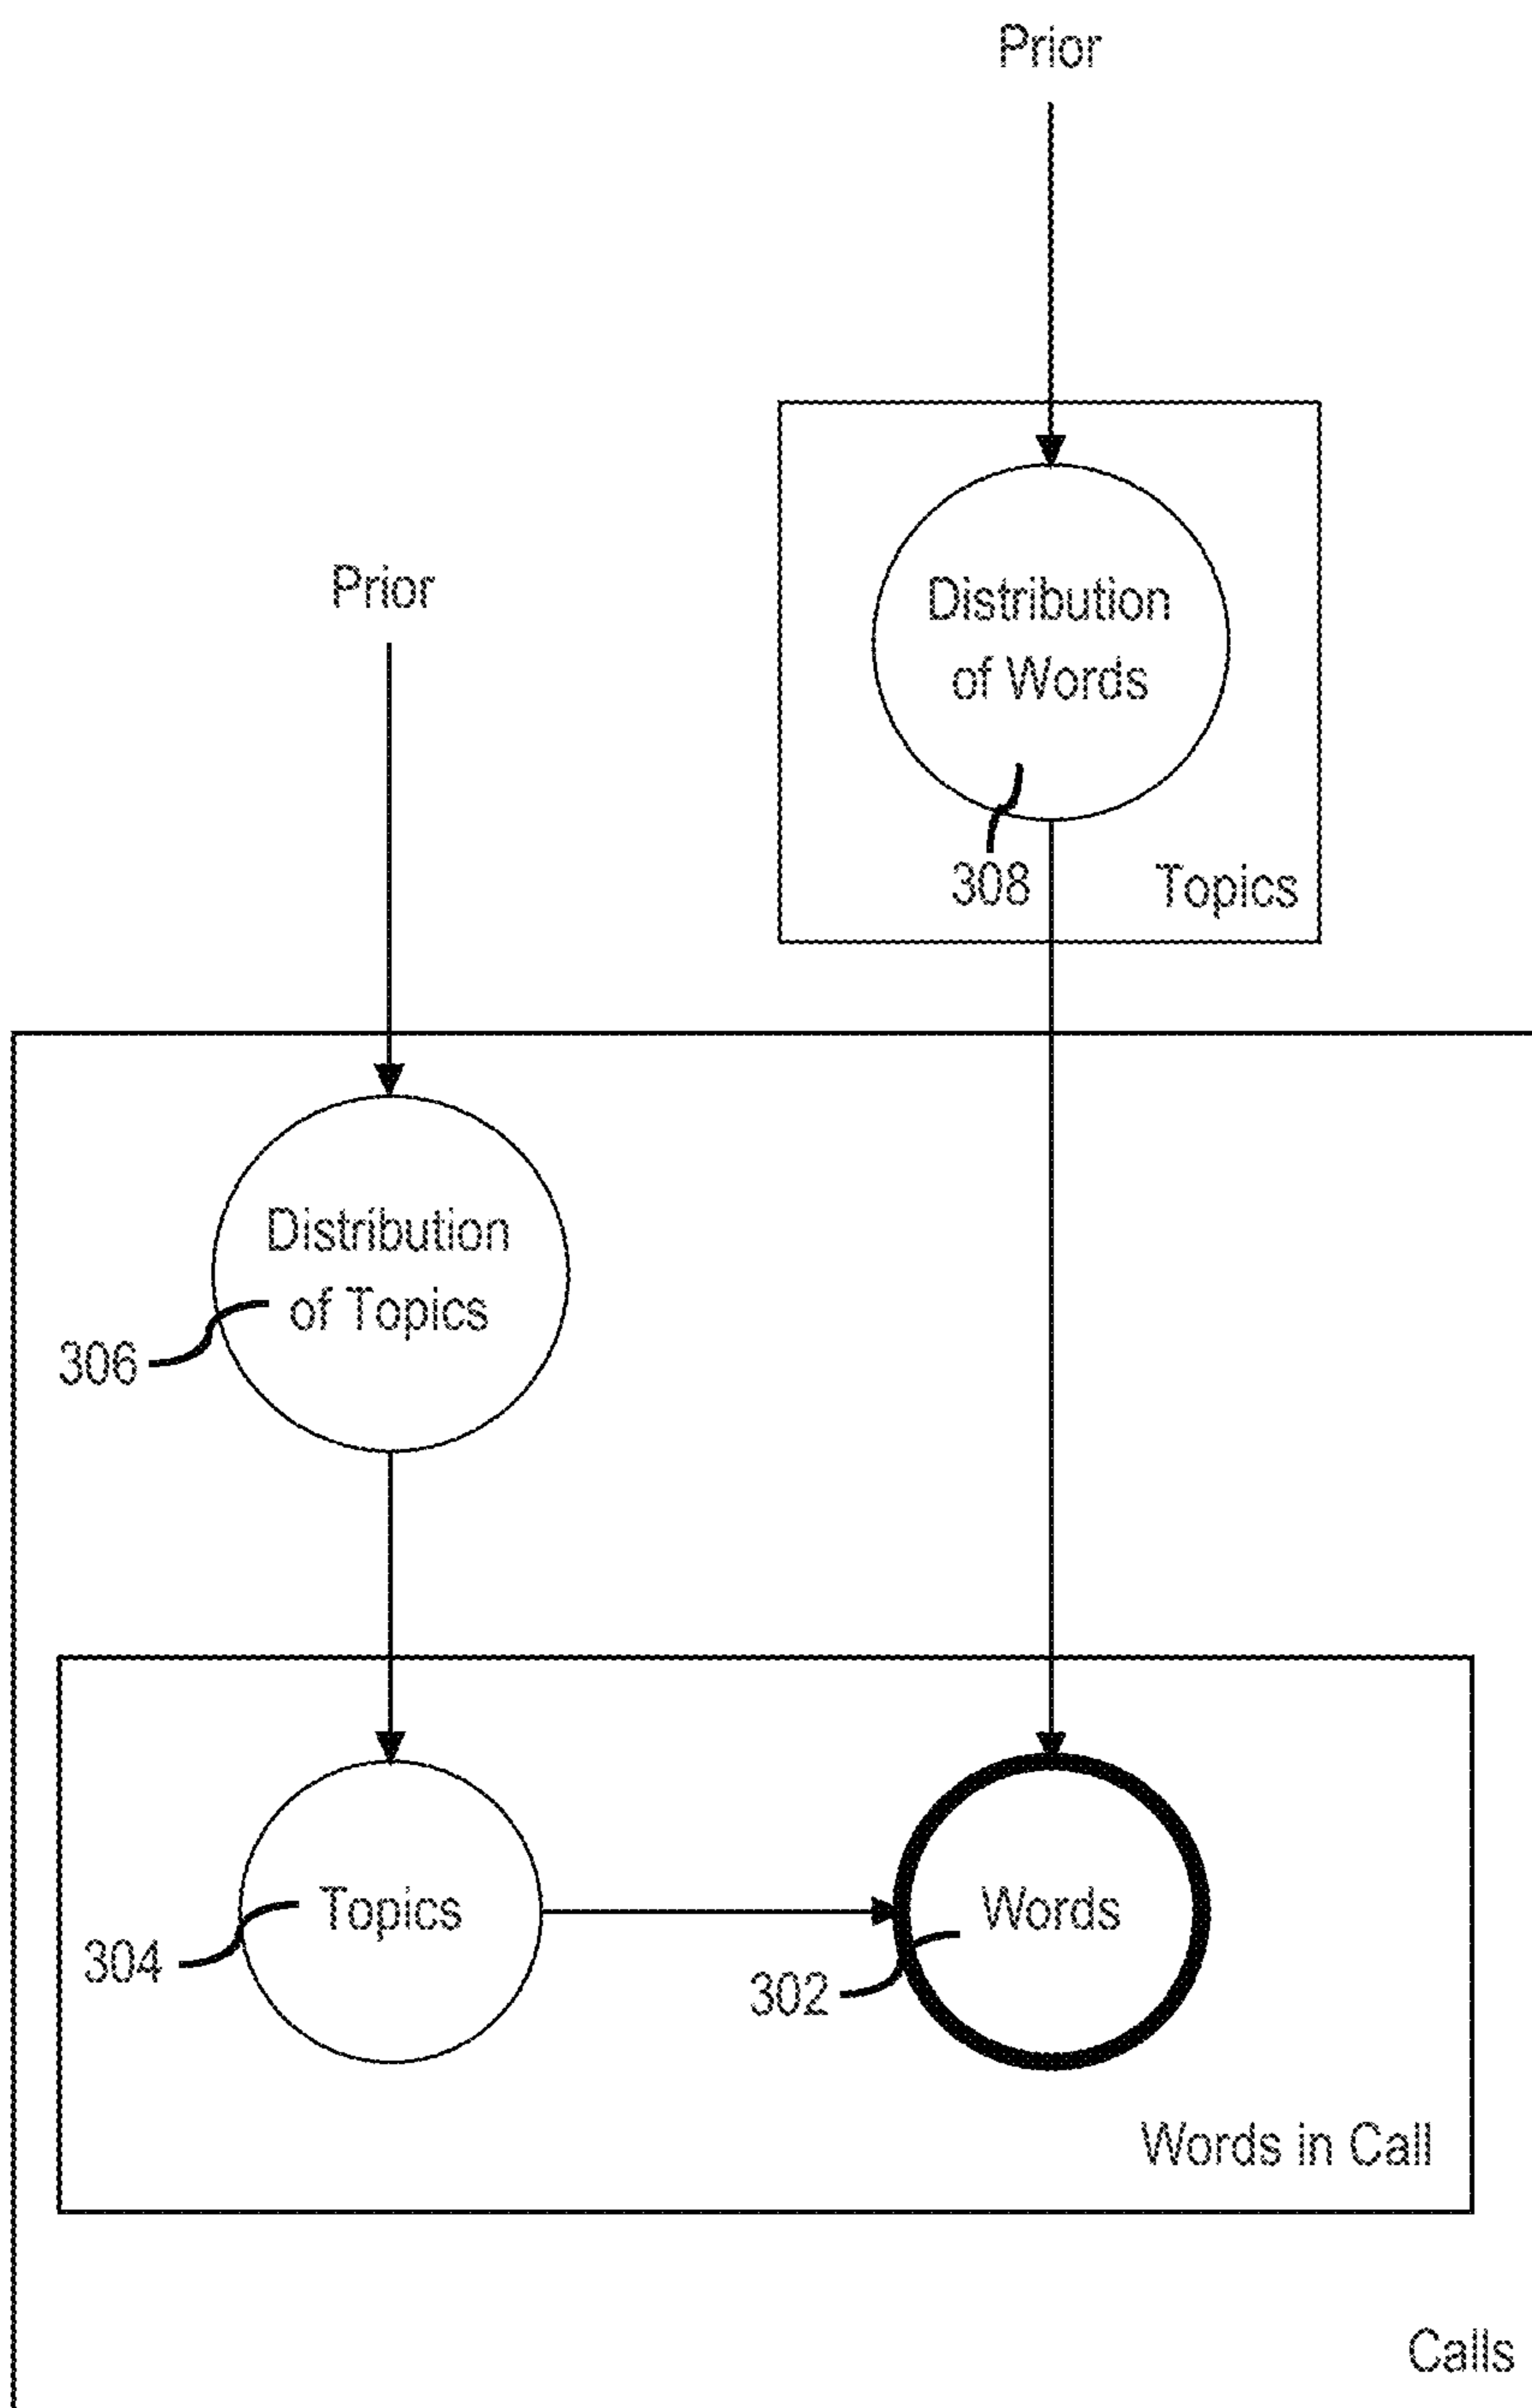 Prior
Distribution
of Words
308
Topics
Prior
Distribution
of Topics
306
Topics
304
Words
302
Words in Call
Calls